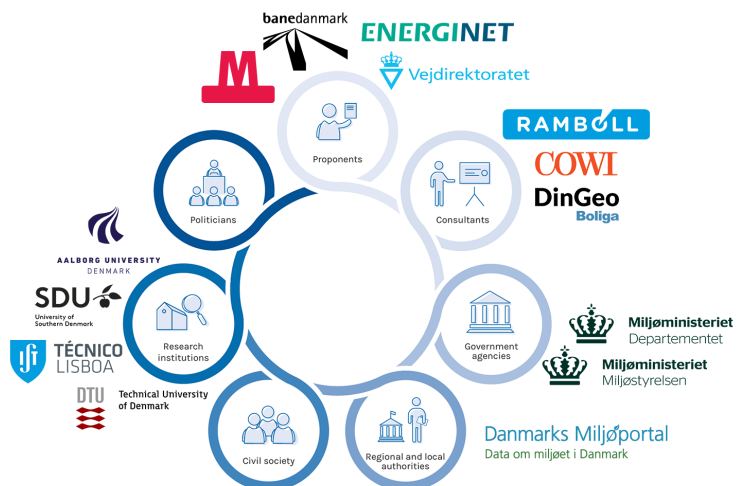 banedanmark
ENERGINET
M
Vejdirektoratet
Proponents
RAMBOLL
COWI
DinGeo
Boliga
Consultants
Politicians
AALBORG UNIVERSITY
DENMARK
SDU
University of
Southern Denmark
Research
institutions
TÉCNICO
LISBOA
DTU
Technical University
of Denmark
Government
agencies
Miljøministeriet
Departementet
Miljøministeriet
Miljøstyrelsen
Civil society
Regional and local
authorities
Danmarks Miljøportal
Data om miljøet i Danmark